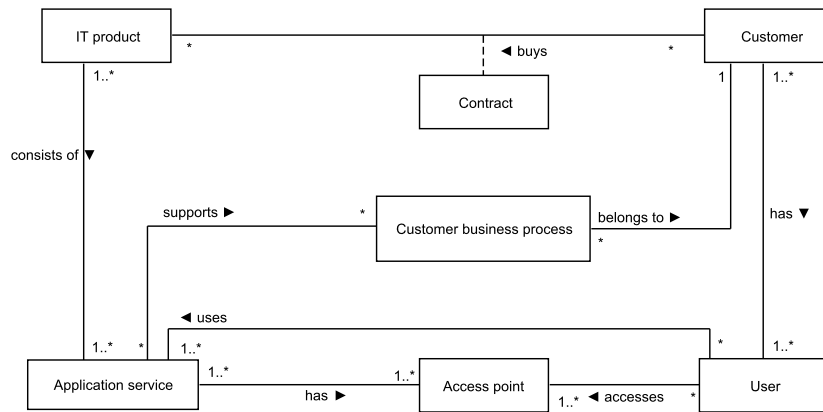 IT product
Customer
*
◄ buys
*
1..*
1
1..*
Contract
consists of ▼
supports ►
*
Customer business process
belongs to ►
*
has ▼
◄ uses
1..*
*
1..*
*
1..*
Application service
1..*
has ►
1..*
Access point
1..*
◄ accesses
*
User